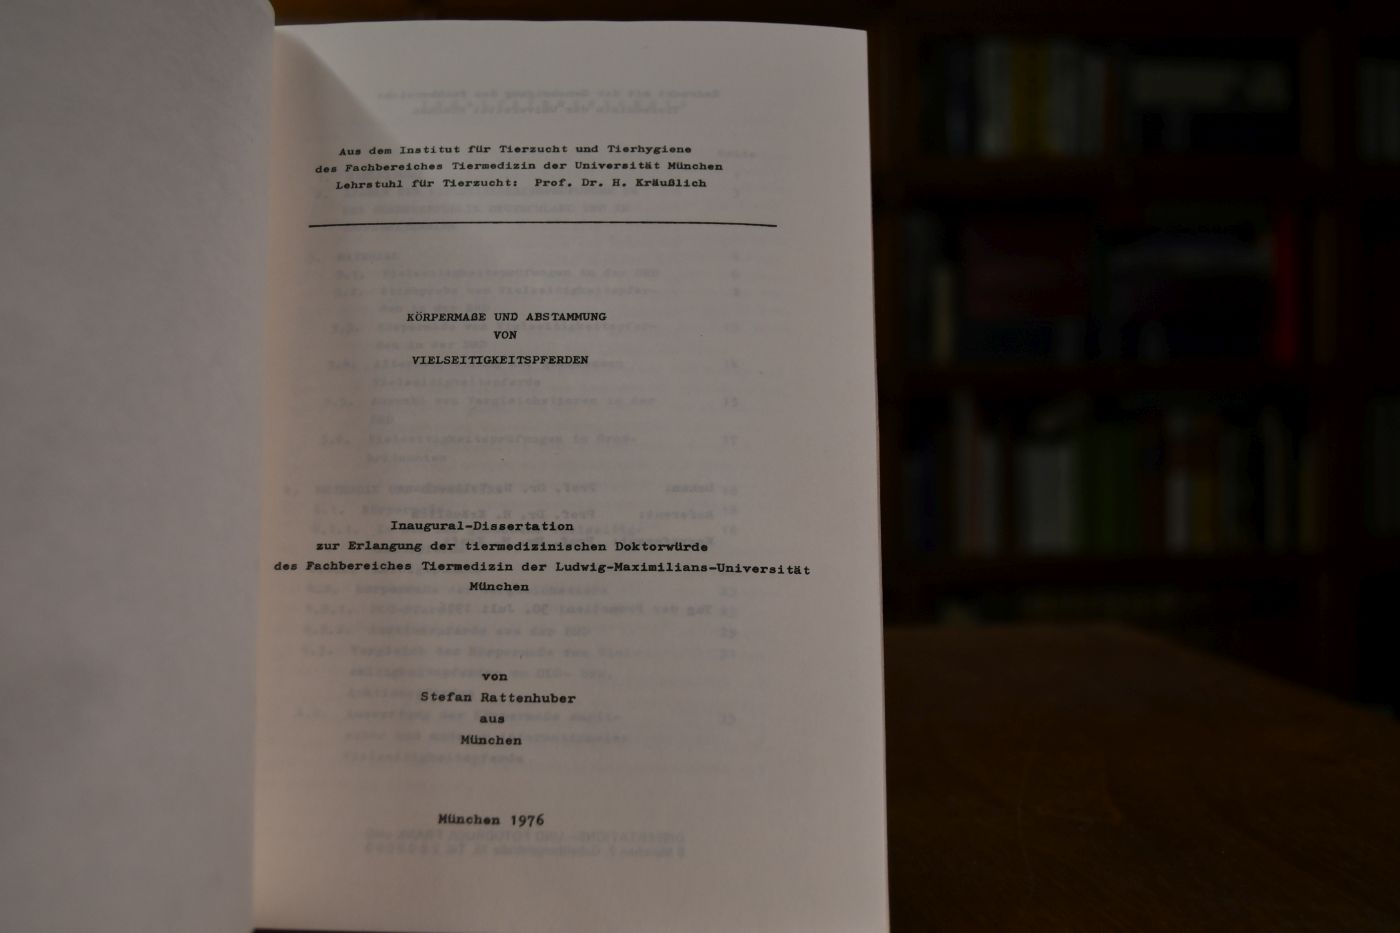 Aus dem Institut für Tierzucht und Tierhygiene
des Fachbereiches Tiermedizin der Universität München
Lehrstuhl für Tierzucht: Prof. Dr. H. Kräußlich
KÖRPERMAßE UND ABSTAMMUNG
VON
VIELSEITIGKEITSPFERDEN
Inaugural-Dissertation
zur Erlangung der tiermedizinischen Doktorwürde
des Fachbereiches Tiermedizin der Ludwig-Maximilians-Universität
München
von
Stefan Rattenhuber
aus
München
München 1976